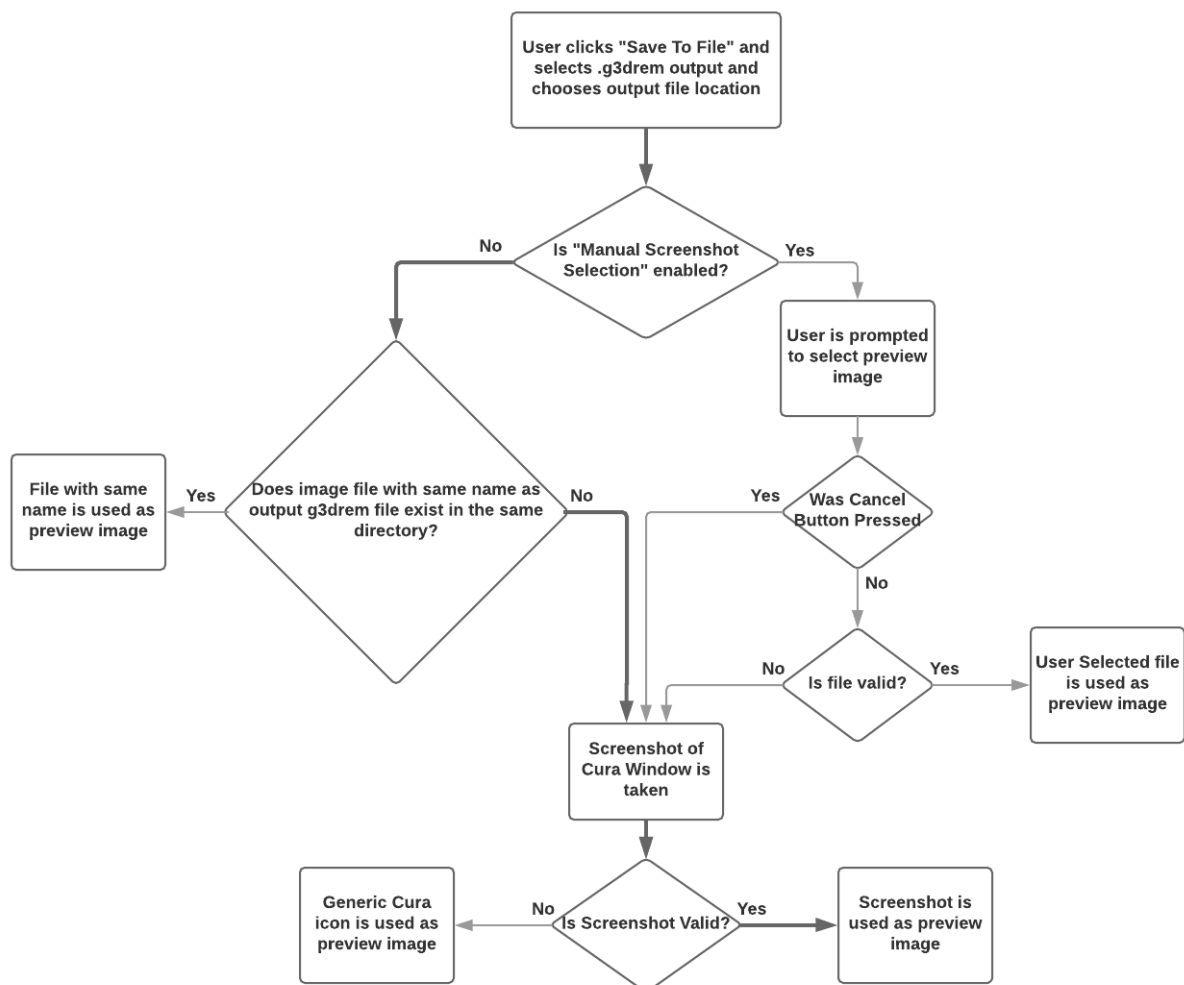 User clicks "Save To File" and
selects .g3drem output and
chooses output file location
No
Is "Manual Screenshot
Selection" enabled?
Yes
User is prompted
to select preview
image
File with same
name is used as
preview image
Yes
Does image file with same name as
output g3drem file exist in the same
directory?
No
Yes
Was Cancel
Button Pressed
No
No
Is file valid?
Yes
User Selected file
is used as
preview image
Screenshot of
Cura Window is
taken
Generic Cura
icon is used as
preview image
No
Is Screenshot Valid?
Yes
Screenshot is
used as preview
image